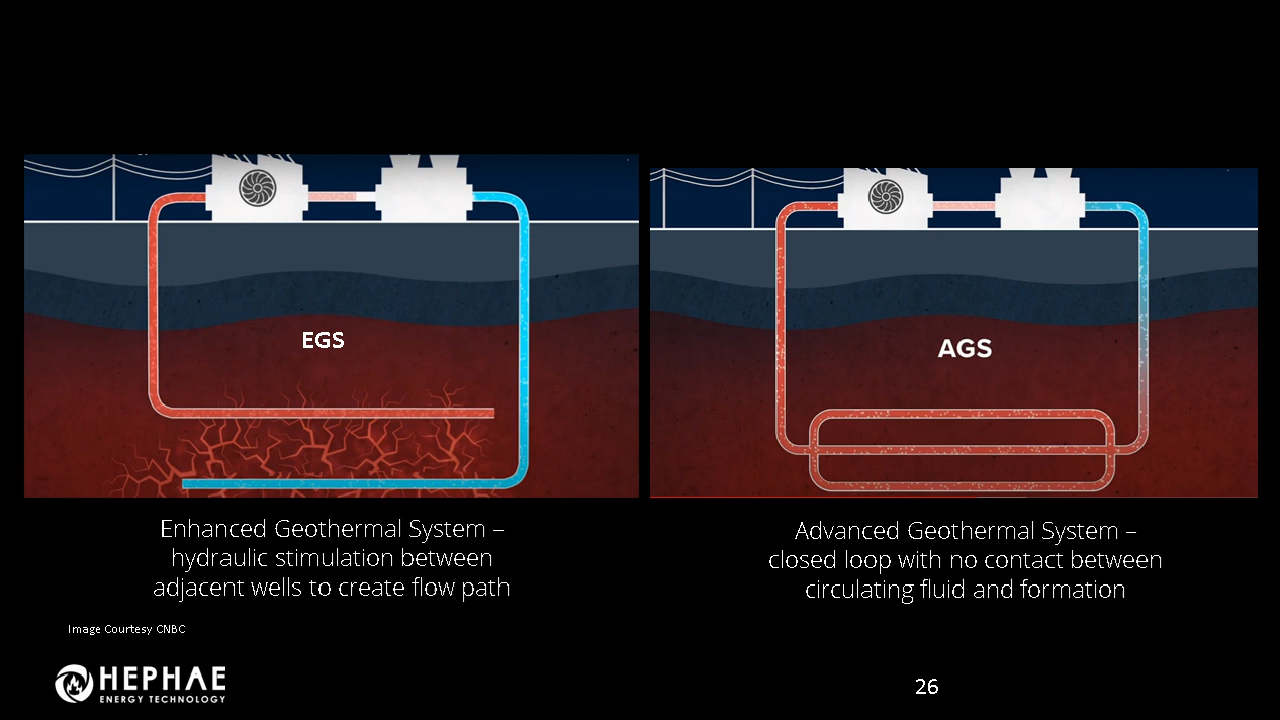 EGS
AGS
Enhanced Geothermal System –
hydraulic stimulation between
adjacent wells to create flow path
Advanced Geothermal System –
closed loop with no contact between
circulating fluid and formation
Image Courtesy CNBC
HEPHAE
ENERGY TECHNOLOGY
26